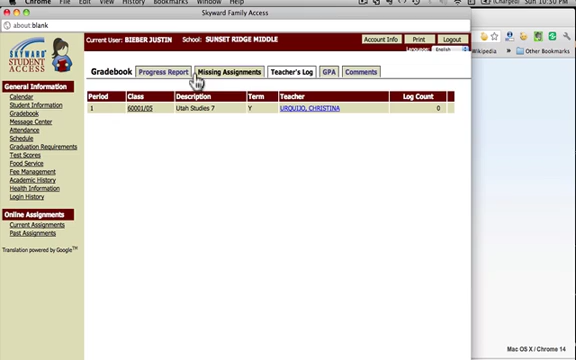 Chrome File Edit View History Bookmarks Window Help
Sun 10:30 PM
Skyward Family Access
about:blank
SKYWARD STUDENT ACCESS
Current User: BIEBER JUSTIN School: SUNSET RIDGE MIDDLE
Account Info Print Logout
Language: English
Wikipedia Other Bookmarks
Gradebook Progress Report Missing Assignments Teacher's Log GPA Comments
General Information
Calendar
Student Information
Gradebook
Message Center
Attendance
Schedule
Graduation Requirements
Test Scores
Food Service
Fee Management
Academic History
Health Information
Login History
Online Assignments
Current Assignments
Past Assignments
Translation powered by Google™
Period Class Description Term Teacher Log Count
1 60001/05 Utah Studies 7 Y URQUIJO, CHRISTINA 0
Mac OS X / Chrome 14